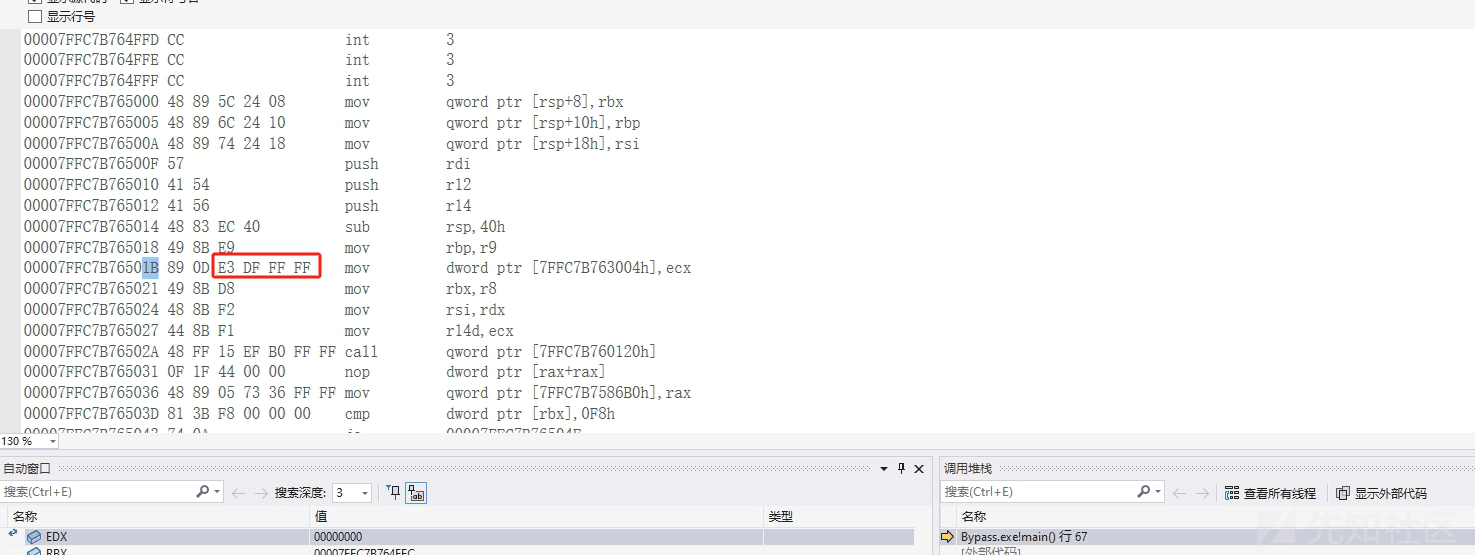 显示行号
00007FFC7B764FFD CC int 3
00007FFC7B764FFE CC int 3
00007FFC7B764FFF CC int 3
00007FFC7B765000 48 89 5C 24 08 mov qword ptr [rsp+8],rbx
00007FFC7B765005 48 89 6C 24 10 mov qword ptr [rsp+10h],rbp
00007FFC7B76500A 48 89 74 24 18 mov qword ptr [rsp+18h],rsi
00007FFC7B76500F 57 push rdi
00007FFC7B765010 41 54 push r12
00007FFC7B765012 41 56 push r14
00007FFC7B765014 48 83 EC 40 sub rsp,40h
00007FFC7B765018 49 8B E9 mov rbp,r9
00007FFC7B76501B 89 0D E3 DF FF FF mov dword ptr [7FFC7B763004h],ecx
00007FFC7B765021 49 8B D8 mov rbx,r8
00007FFC7B765024 48 8B F2 mov rsi,rdx
00007FFC7B765027 44 8B F1 mov r14d,ecx
00007FFC7B76502A 48 FF 15 EF B0 FF FF call qword ptr [7FFC7B760120h]
00007FFC7B765031 0F 1F 44 00 00 nop dword ptr [rax+rax]
00007FFC7B765036 48 89 05 73 36 FF FF mov qword ptr [7FFC7B7586B0h],rax
00007FFC7B76503D 81 3B F8 00 00 00 cmp dword ptr [rbx],0F8h
130 %
自动窗口
搜索(Ctrl+E) 搜索深度: 3
名称 值 类型
EDX 00000000
RBX 00007FFC7B764FFC
调用堆栈
搜索(Ctrl+E) 查看所有线程 显示外部代码
名称
Bypass.exe!main() 行 67
[外部代码]
先知社区